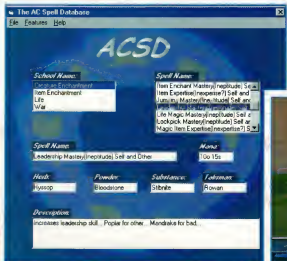 The AC Spell Database
File Features Help
ACSD
School Name:
Creature Enchantment
Item Enchantment
Life
War
Spell Name:
Item Enchant Mastery(Ineptitude) Se
Item Expertise(Inexpertise?) Self and
Jumping Mastery(Ineptitude) Self and
Life Magic Mastery(Ineptitude) Self a
Lockpick Mastery(Ineptitude) Self ar
Magic Item Expertise(Inexpertise?) S
Spell Name:
Leadership Mastery(Ineptitude) Self and Other
Mana:
10o 15s
Herb:
Hyssop
Powder:
Bloodstone
Substance:
Stibnite
Talisman:
Rowan
Description:
Increases leadership skill... Poplar for other... Mandrake for bad...